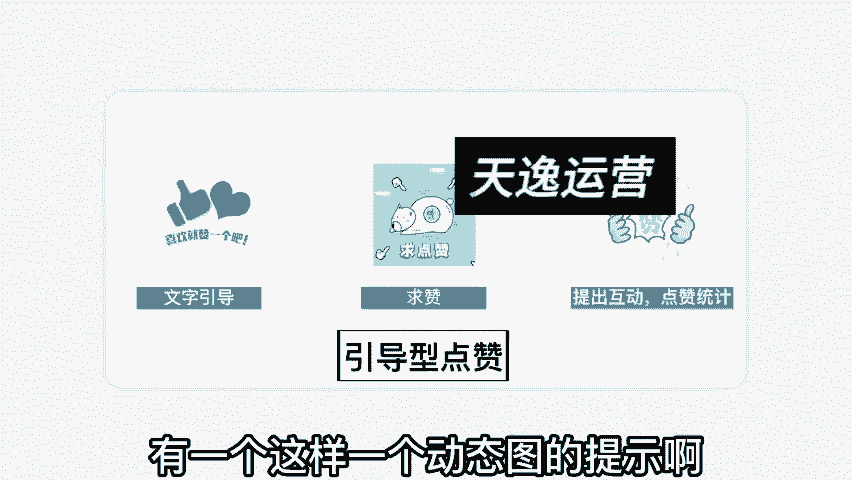 天逸运营
喜欢就赞一个吧!
求点赞
文字引导
求赞
提出互动，点赞统计
引导型点赞
有一个这样一个动态图的提示啊